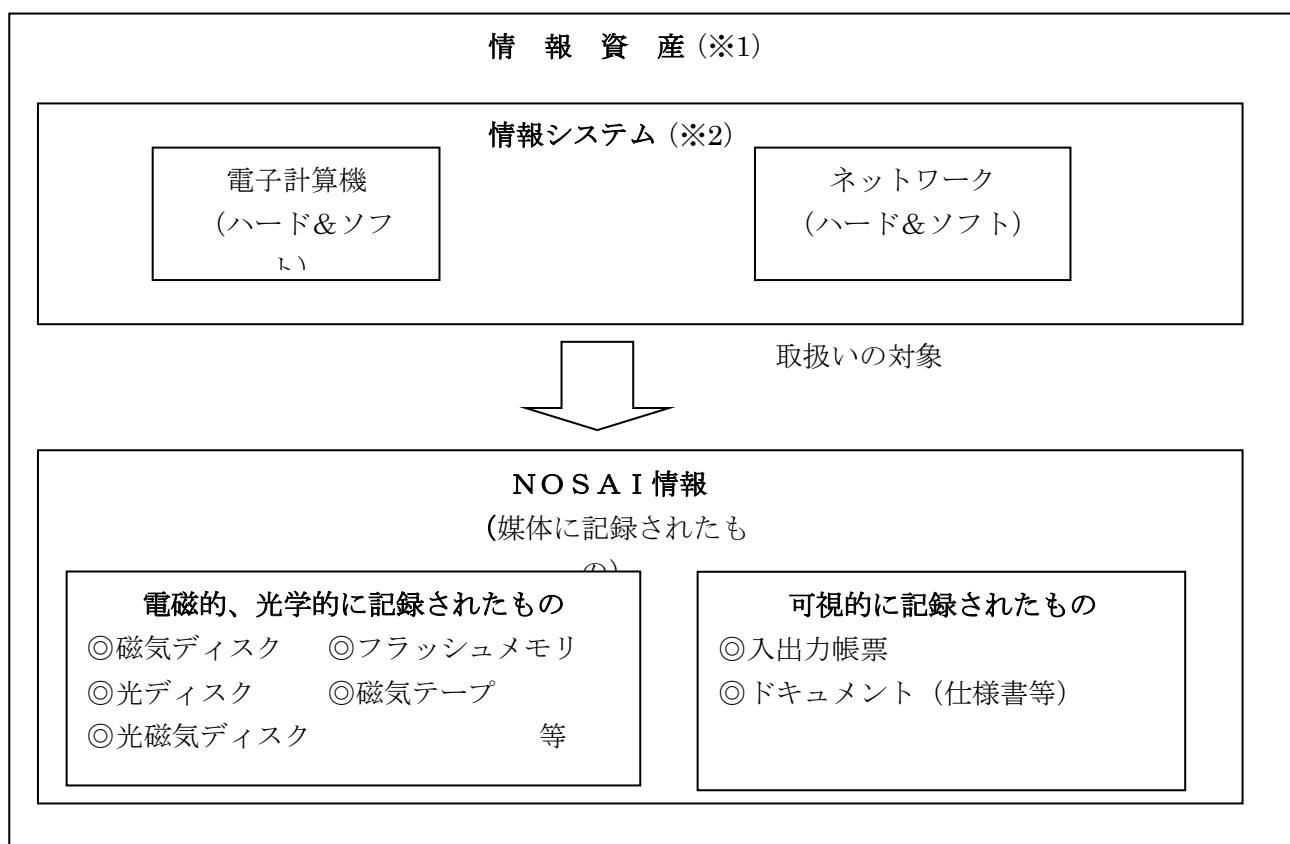 情　報　資　産（※1）
情報システム（※2）
電子計算機
（ハード＆ソフ
ト）
ネットワーク
（ハード＆ソフト）
取扱いの対象
ＮＯＳＡＩ情報
(媒体に記録されたも
の)
電磁的、光学的に記録されたもの
◎磁気ディスク　◎フラッシュメモリ
◎光ディスク　　◎磁気テープ
◎光磁気ディスク　　　　　　　等
可視的に記録されたもの
◎入出力帳票
◎ドキュメント（仕様書等）